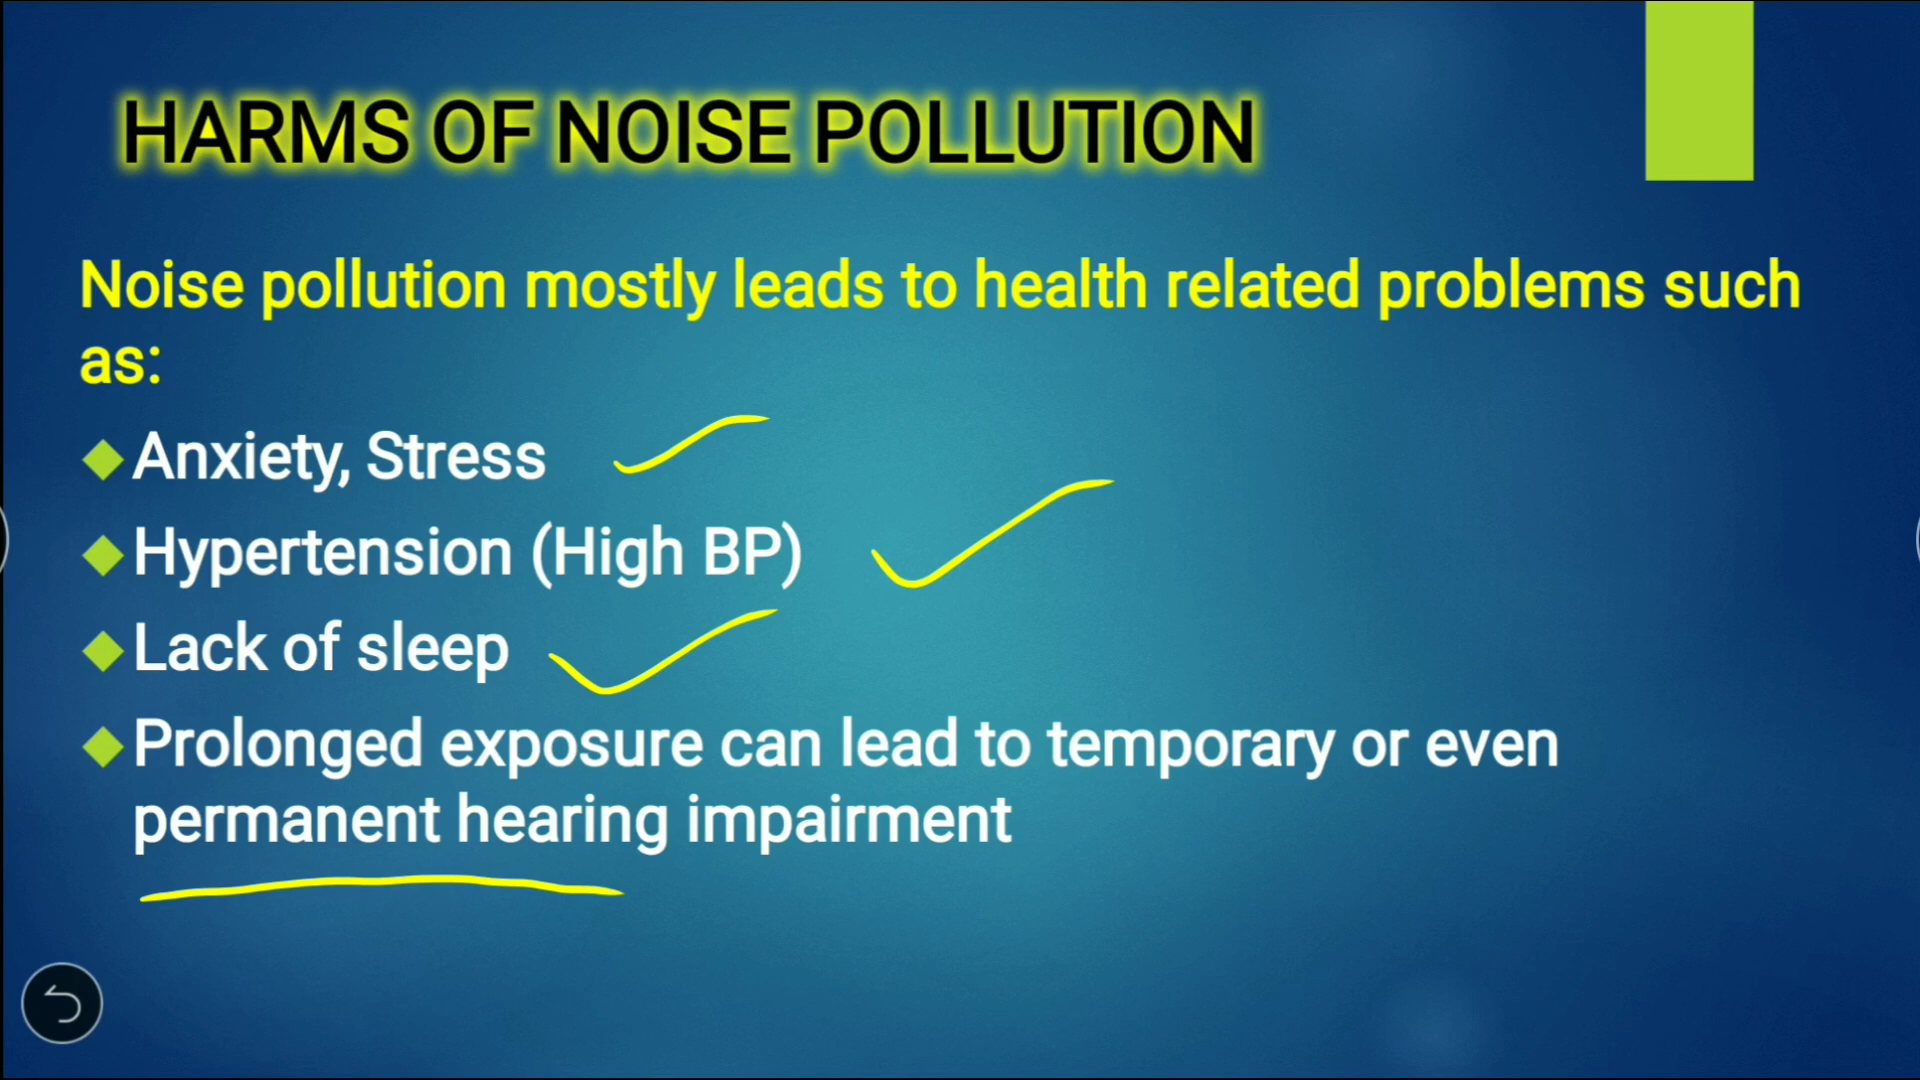 HARMS OF NOISE POLLUTION
Noise pollution mostly leads to health related problems such
as:
Anxiety, Stress
Hypertension (High BP)
Lack of sleep
Prolonged exposure can lead to temporary or even
permanent hearing impairment